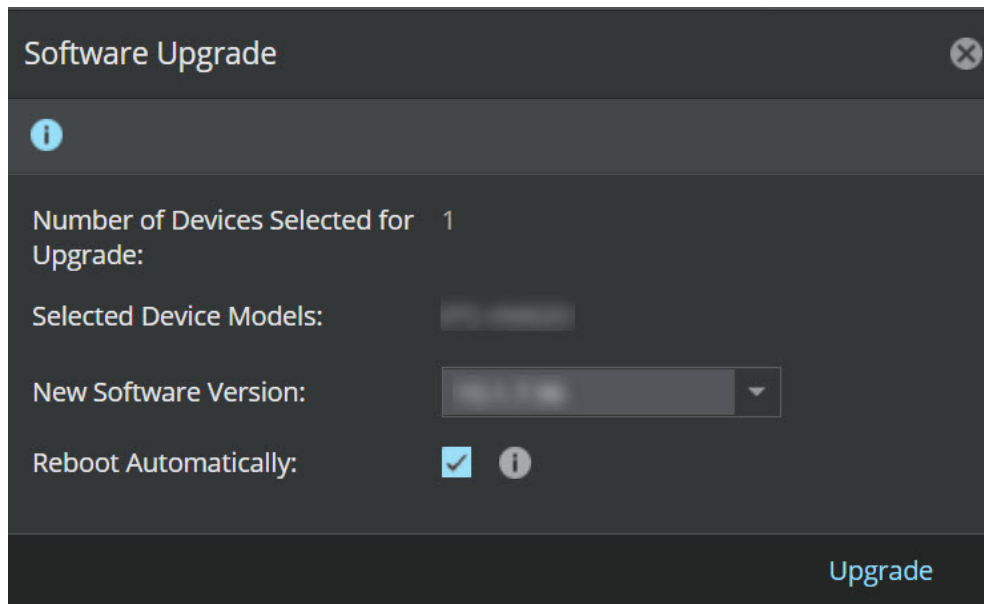 Software Upgrade
Number of Devices Selected for 1
Upgrade:
Selected Device Models:
New Software Version:
Reboot Automatically:
Upgrade